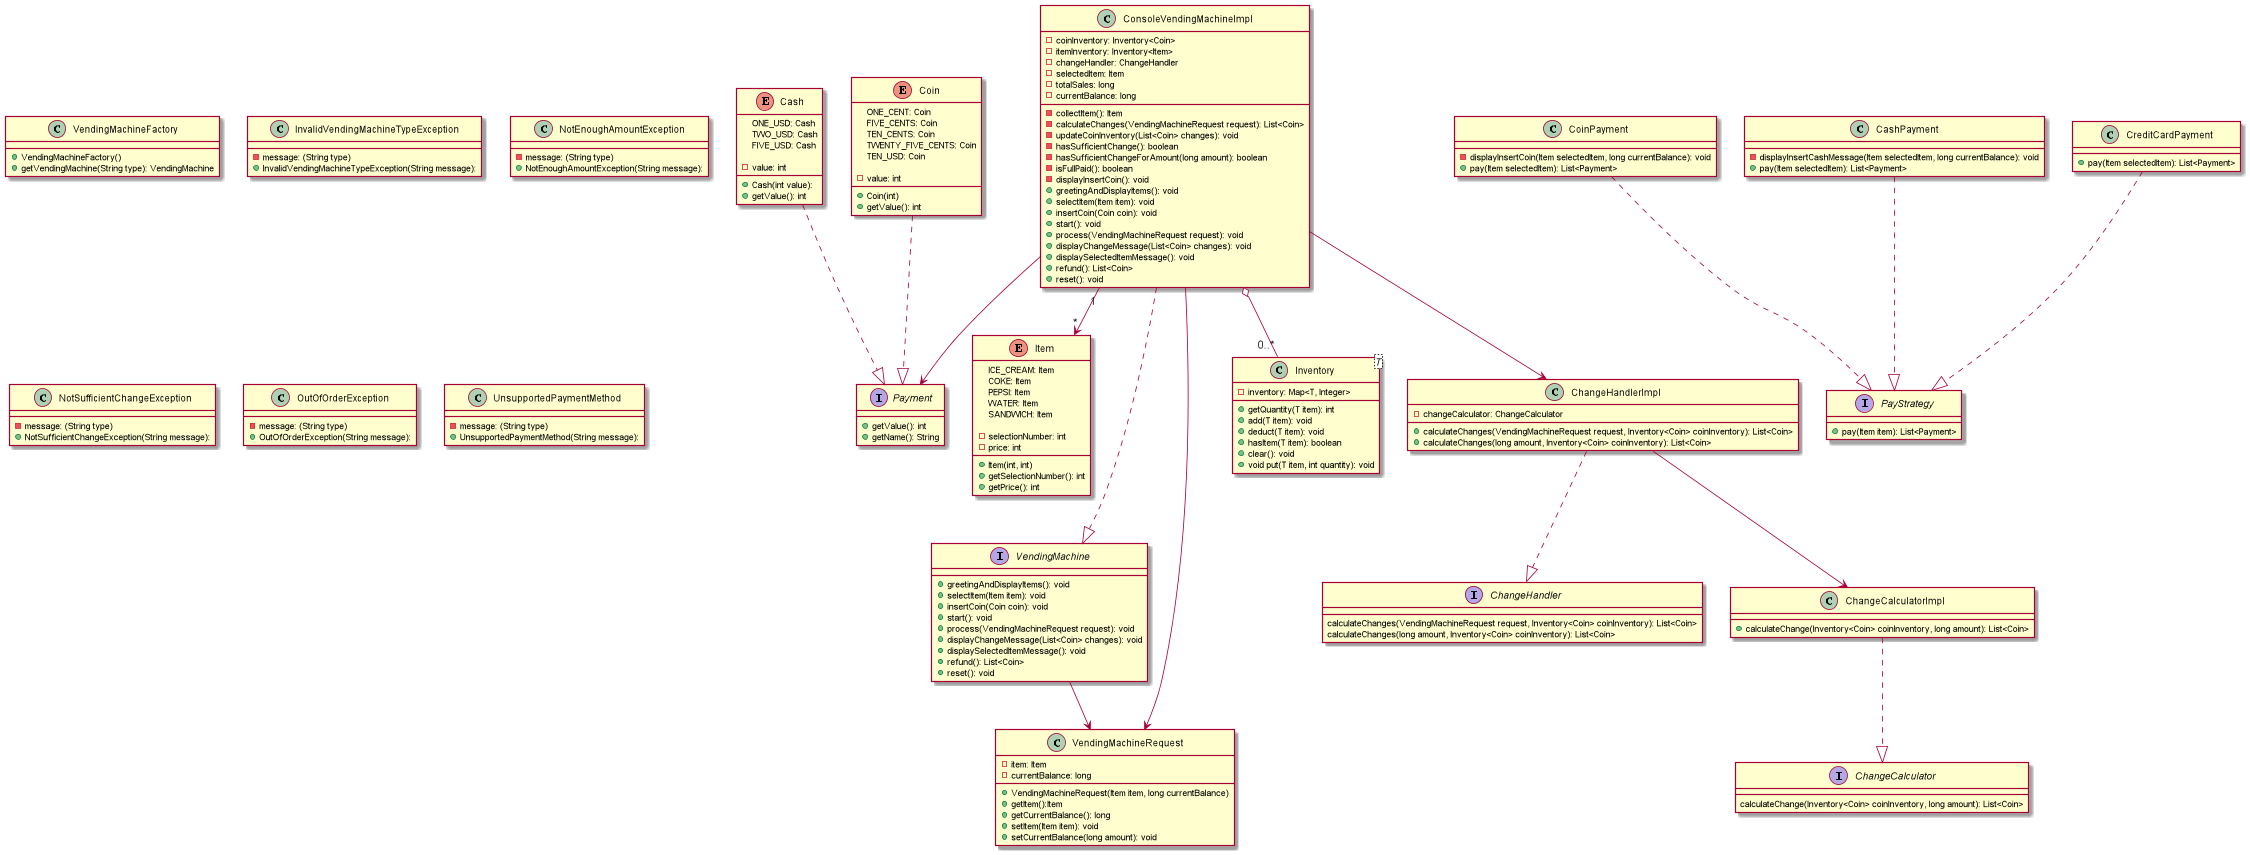 C VendingMachineFactory
VendingMachineFactory()
getVendingMachine(String type): VendingMachine
C InvalidVendingMachineTypeException
message: (String type)
InvalidVendingMachineTypeException(String message):
C NotEnoughAmountException
message: (String type)
NotEnoughAmountException(String message):
E Cash
ONE_USD: Cash
TWO_USD: Cash
FIVE_USD: Cash
value: int
Cash(int value):
getValue(): int
E Coin
ONE_CENT: Coin
FIVE_CENTS: Coin
TEN_CENTS: Coin
TWENTY_FIVE_CENTS: Coin
TEN_USD: Coin
value: int
Coin(int)
getValue(): int
C ConsoleVendingMachineImpl
coinInventory: Inventory<Coin>
itemInventory: Inventory<Item>
changeHandler: ChangeHandler
selectedItem: Item
totalSales: long
currentBalance: long
collectItem(): Item
calculateChanges(VendingMachineRequest request): List<Coin>
updateCoinInventory(List<Coin> changes): void
hasSufficientChange(): boolean
hasSufficientChangeForAmount(long amount): boolean
isFullPaid(): boolean
displayInsertCoin(): void
greetingAndDisplayItems(): void
selectItem(Item item): void
insertCoin(Coin coin): void
start(): void
process(VendingMachineRequest request): void
displayChangeMessage(List<Coin> changes): void
displaySelectedItemMessage(): void
refund(): List<Coin>
reset(): void
C CoinPayment
displayInsertCoin(Item selectedItem, long currentBalance): void
pay(Item selectedItem): List<Payment>
C CashPayment
displayInsertCashMessage(Item selectedItem, long currentBalance): void
pay(Item selectedItem): List<Payment>
C CreditCardPayment
pay(Item selectedItem): List<Payment>
1
*
0..*
C NotSufficientChangeException
message: (String type)
NotSufficientChangeException(String message):
C OutOfOrderException
message: (String type)
OutOfOrderException(String message):
C UnsupportedPaymentMethod
message: (String type)
UnsupportedPaymentMethod(String message):
I Payment
getValue(): int
getName(): String
E Item
ICE_CREAM: Item
COKE: Item
PEPSI: Item
WATER: Item
SANDWICH: Item
selectionNumber: int
price: int
Item(int, int)
getSelectionNumber(): int
getPrice(): int
C Inventory
T
inventory: Map<T, Integer>
getQuantity(T item): int
add(T item): void
deduct(T item): void
hasItem(T item): boolean
clear(): void
void put(T item, int quantity): void
C ChangeHandlerImpl
changeCalculator: ChangeCalculator
calculateChanges(VendingMachineRequest request, Inventory<Coin> coinInventory): List<Coin>
calculateChanges(long amount, Inventory<Coin> coinInventory): List<Coin>
I PayStrategy
pay(Item item): List<Payment>
I VendingMachine
greetingAndDisplayItems(): void
selectItem(Item item): void
insertCoin(Coin coin): void
start(): void
process(VendingMachineRequest request): void
displayChangeMessage(List<Coin> changes): void
displaySelectedItemMessage(): void
refund(): List<Coin>
reset(): void
I ChangeHandler
calculateChanges(VendingMachineRequest request, Inventory<Coin> coinInventory): List<Coin>
calculateChanges(long amount, Inventory<Coin> coinInventory): List<Coin>
C ChangeCalculatorImpl
calculateChange(Inventory<Coin> coinInventory, long amount): List<Coin>
C VendingMachineRequest
item: Item
currentBalance: long
VendingMachineRequest(Item item, long currentBalance)
getItem():Item
getCurrentBalance(): long
setItem(Item item): void
setCurrentBalance(long amount): void
I ChangeCalculator
calculateChange(Inventory<Coin> coinInventory, long amount): List<Coin>